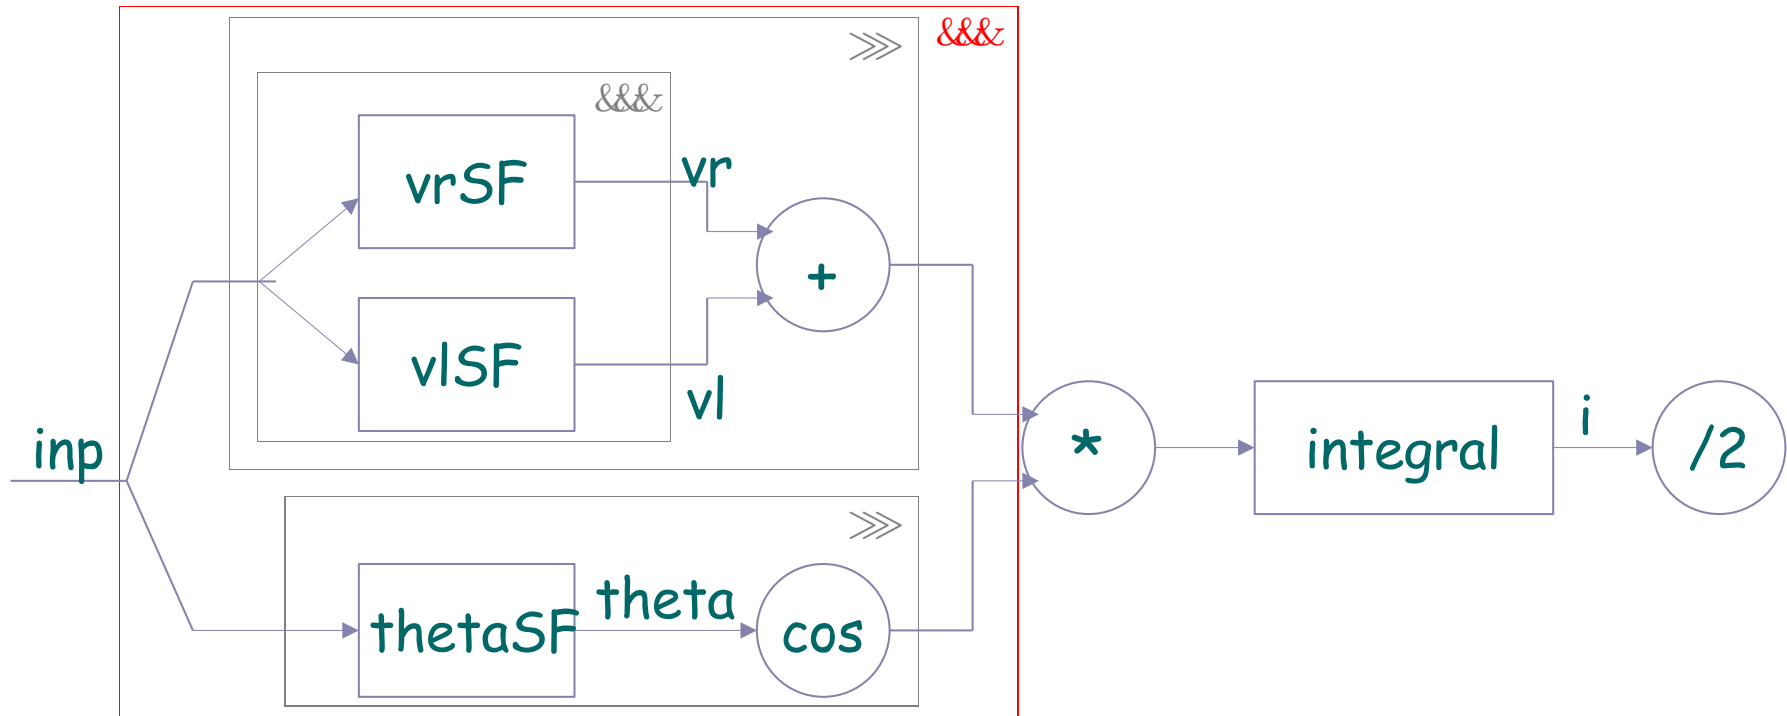 &&&
>>>
&&&
vrSF
vr
+
vlSF
vl
inp
*
integral
i
/2
>>>
thetaSF
theta
cos